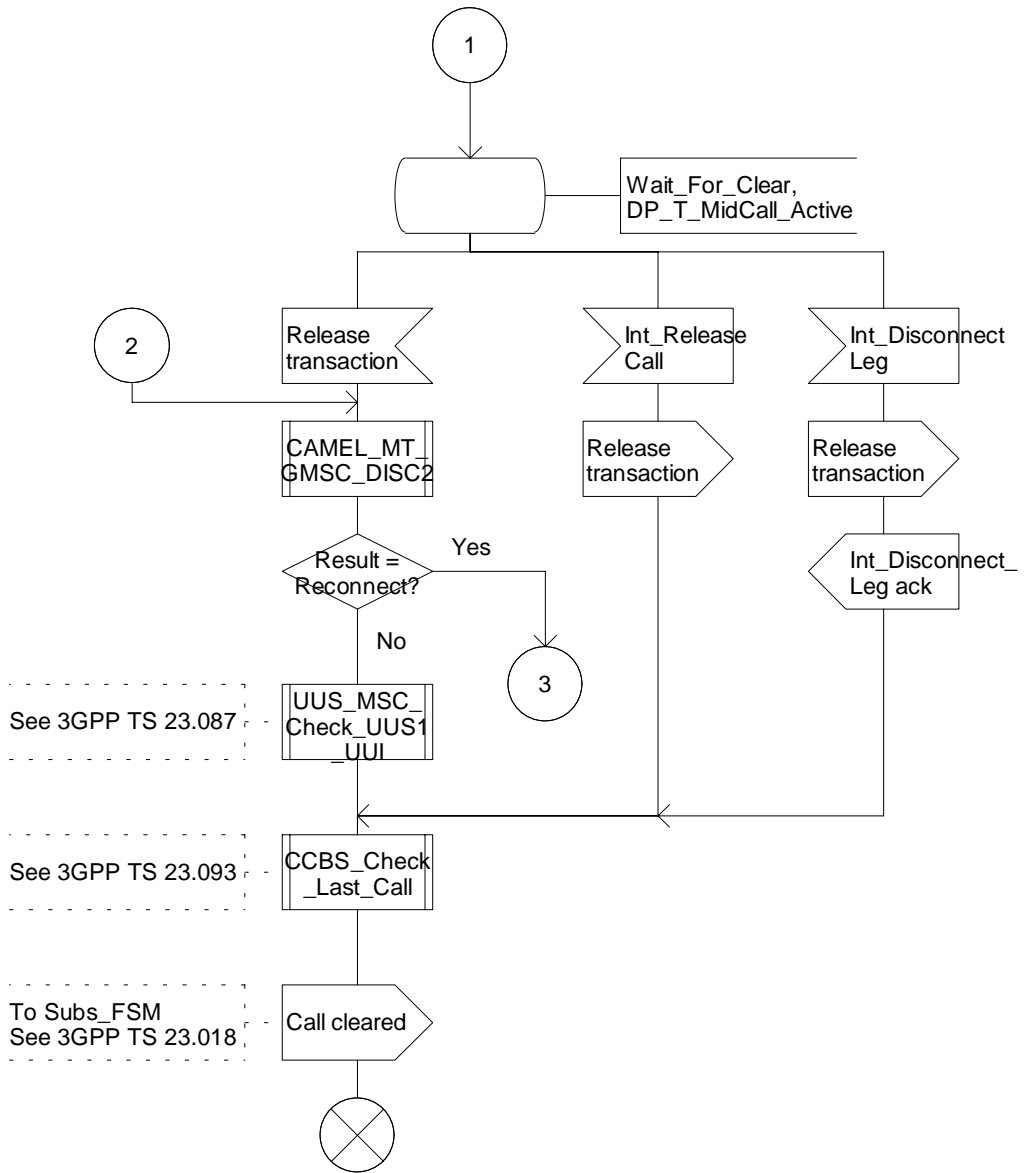 1
Wait_For_Clear,
DP_T_MidCall_Active
Release
transaction
Int_Release
Call
Int_Disconnect
Leg
2
CAMEL_MT_
GMSC_DISC2
Release
transaction
Release
transaction
Result =
Reconnect?
Yes
Int_Disconnect_
Leg ack
No
3
See 3GPP TS 23.087
UUS_MSC_
Check_UUS1
_UUI
See 3GPP TS 23.093
CCBS_Check
_Last_Call
To Subs_FSM
See 3GPP TS 23.018
Call cleared